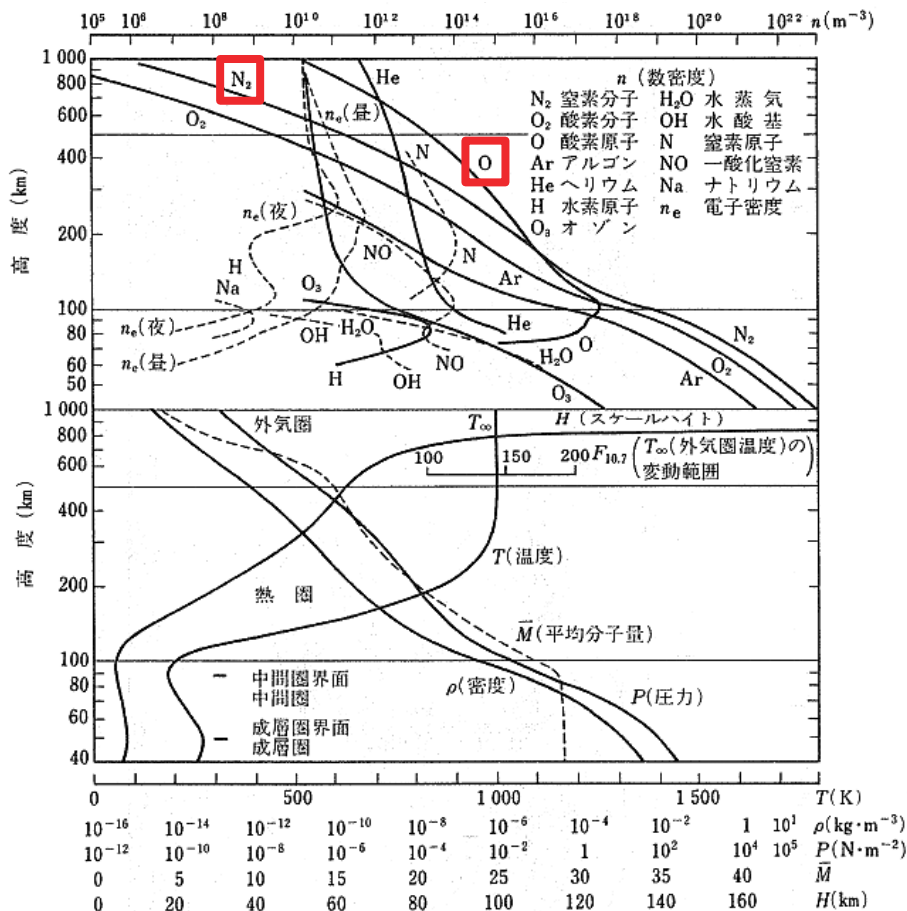 10⁵ 10⁶ 10⁸ 10¹⁰ 10¹² 10¹⁴ 10¹⁶ 10¹⁸ 10²⁰ 10²² n(m⁻³)
1 000
800
600
400
200
100
80
60
50
高度(km)
N₂
O₂
nₑ(昼)
He
N
O
n(数密度)
N₂ 窒素分子 H₂O 水蒸気
O₂ 酸素分子 OH 水酸基
O 酸素原子 N 窒素原子
Ar アルゴン NO 一酸化窒素
He ヘリウム Na ナトリウム
H 水素原子 nₑ 電子密度
O₃ オゾン
nₑ(夜)
NO
N
H
Na
O₃
Ar
nₑ(夜)
OH
H₂O
He
O
N₂
nₑ(昼)
NO
H₂O
O₂
H
OH
O₃
Ar
1 000
800
600
400
200
100
80
60
40
高度(km)
外気圏
T∞
H(スケールハイト)
100 150 200 F₁₀.₇ (T∞(外気圏温度)の変動範囲)
T(温度)
熱圏
M̄(平均分子量)
中間圏界面
中間圏
ρ(密度)
P(圧力)
成層圏界面
成層圏
0 500 1 000 1 500 T(K)
10⁻¹⁶ 10⁻¹⁴ 10⁻¹² 10⁻¹⁰ 10⁻⁸ 10⁻⁶ 10⁻⁴ 10⁻² 1 10¹ ρ(kg·m⁻³)
10⁻¹² 10⁻¹⁰ 10⁻⁸ 10⁻⁶ 10⁻⁴ 10⁻² 1 10² 10⁴ 10⁵ P(N·m⁻²)
0 5 10 15 20 25 30 35 40 M̄
0 20 40 60 80 100 120 140 160 H(km)